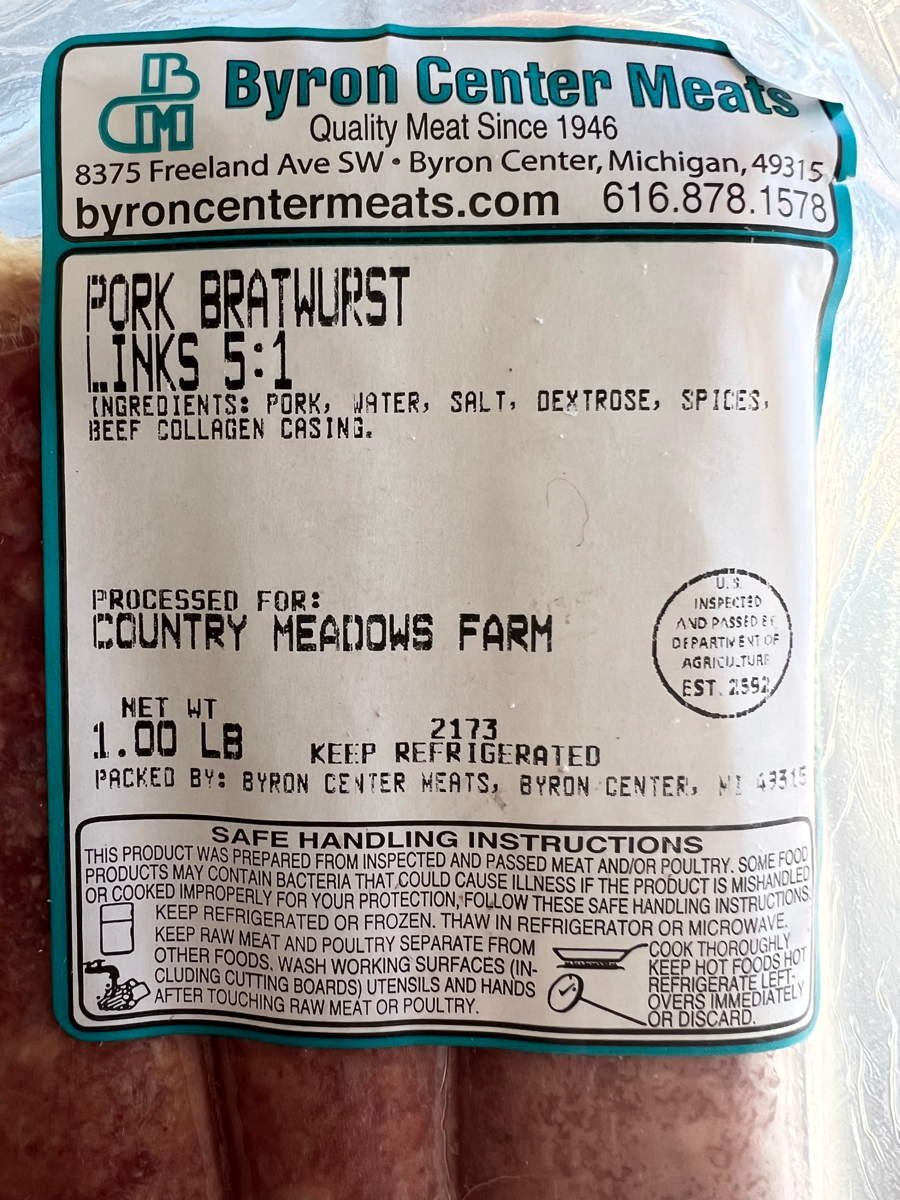 BCM
Byron Center Meats
Quality Meat Since 1946
8375 Freeland Ave SW • Byron Center, Michigan, 49315
byroncentermeats.com 616.878.1578
PORK BRATWURST
LINKS 5:1
INGREDIENTS: PORK, WATER, SALT, DEXTROSE, SPICES,
BEEF COLLAGEN CASING.
PROCESSED FOR:
COUNTRY MEADOWS FARM
U.S.
INSPECTED
AND PASSED BY
DEPARTMENT OF
AGRICULTURE
EST. 2592
NET WT
1.00 LB
2173
KEEP REFRIGERATED
PACKED BY: BYRON CENTER MEATS, BYRON CENTER, MI 49315
SAFE HANDLING INSTRUCTIONS
THIS PRODUCT WAS PREPARED FROM INSPECTED AND PASSED MEAT AND/OR POULTRY. SOME FOOD
PRODUCTS MAY CONTAIN BACTERIA THAT COULD CAUSE ILLNESS IF THE PRODUCT IS MISHANDLED
OR COOKED IMPROPERLY FOR YOUR PROTECTION, FOLLOW THESE SAFE HANDLING INSTRUCTIONS.
KEEP REFRIGERATED OR FROZEN. THAW IN REFRIGERATOR OR MICROWAVE.
KEEP RAW MEAT AND POULTRY SEPARATE FROM
OTHER FOODS. WASH WORKING SURFACES (IN-
CLUDING CUTTING BOARDS) UTENSILS AND HANDS
AFTER TOUCHING RAW MEAT OR POULTRY.
COOK THOROUGHLY
KEEP HOT FOODS HOT
REFRIGERATE LEFT-
OVERS IMMEDIATELY
OR DISCARD.